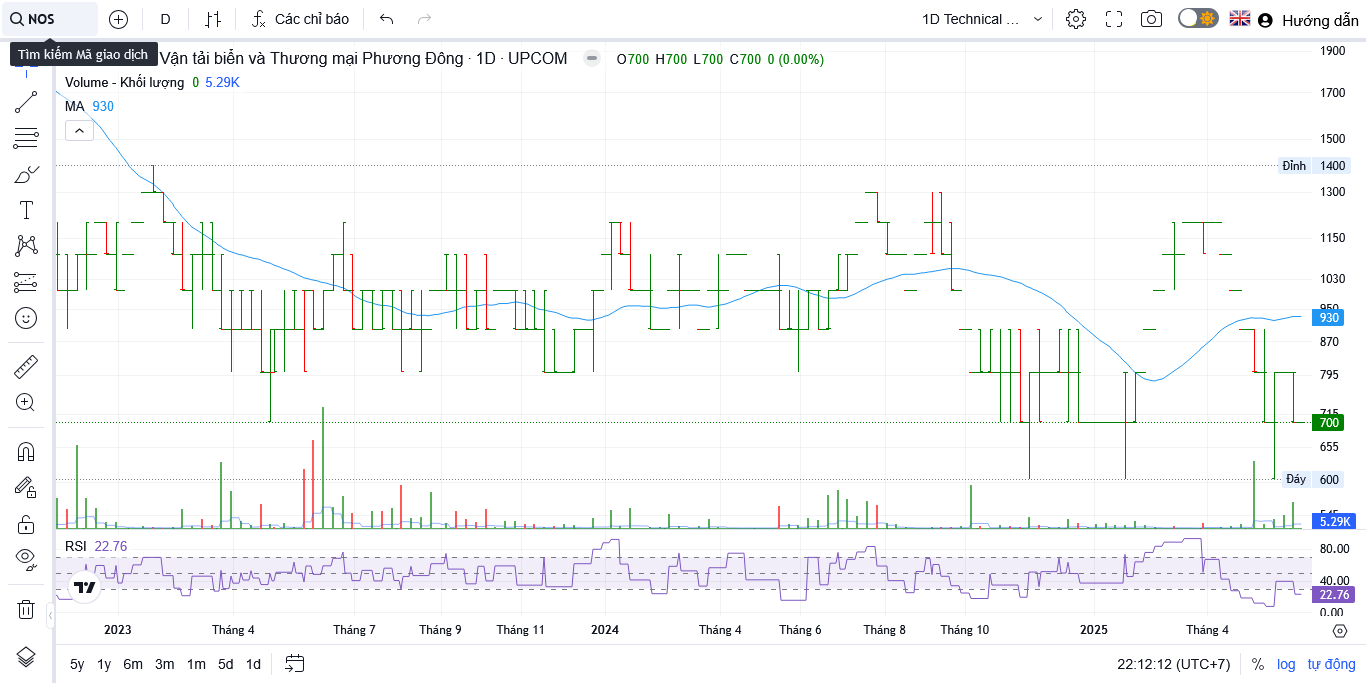 NOS D Các chỉ báo 1D Technical ... Hướng dẫn
Tìm kiếm Mã giao dịch
Vận tải biển và Thương mại Phương Đông · 1D · UPCOM O700 H700 L700 C700 0 (0.00%)
Volume - Khối lượng 0 5.29K
MA 930
1900
1700
1500
Đỉnh 1400
1300
1150
1030
950
930
870
795
715
700
655
Đáy 600
545
5.29K
RSI 22.76
80.00
40.00
22.76
0.00
2023 Tháng 4 Tháng 7 Tháng 9 Tháng 11 2024 Tháng 4 Tháng 6 Tháng 8 Tháng 10 2025 Tháng 4
5y 1y 6m 3m 1m 5d 1d 22:12:12 (UTC+7) % log tự động